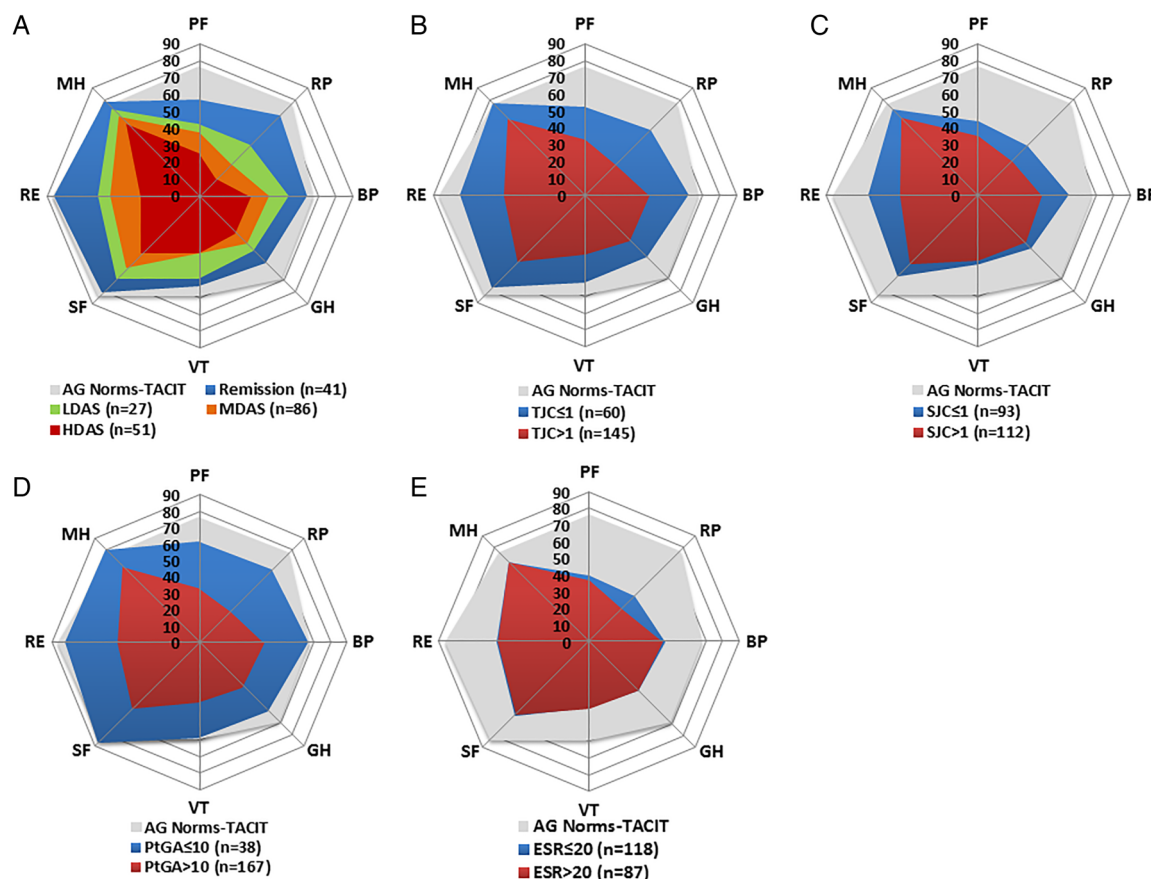 A
PF
90
80
70
60
50
40
30
20
10
0
MH
RP
RE
BP
SF
GH
VT
AG Norms-TACIT
Remission (n=41)
LDAS (n=27)
MDAS (n=86)
HDAS (n=51)
B
PF
90
80
70
60
50
40
30
20
10
0
MH
RP
RE
BP
SF
GH
VT
AG Norms-TACIT
TJC≤1 (n=60)
TJC>1 (n=145)
C
PF
90
80
70
60
50
40
30
20
10
0
MH
RP
RE
BP
SF
GH
VT
AG Norms-TACIT
SJC≤1 (n=93)
SJC>1 (n=112)
D
PF
90
80
70
60
50
40
30
20
10
0
MH
RP
RE
BP
SF
GH
VT
AG Norms-TACIT
PtGA≤10 (n=38)
PtGA>10 (n=167)
E
PF
90
80
70
60
50
40
30
20
10
0
MH
RP
RE
BP
SF
GH
VT
AG Norms-TACIT
ESR≤20 (n=118)
ESR>20 (n=87)